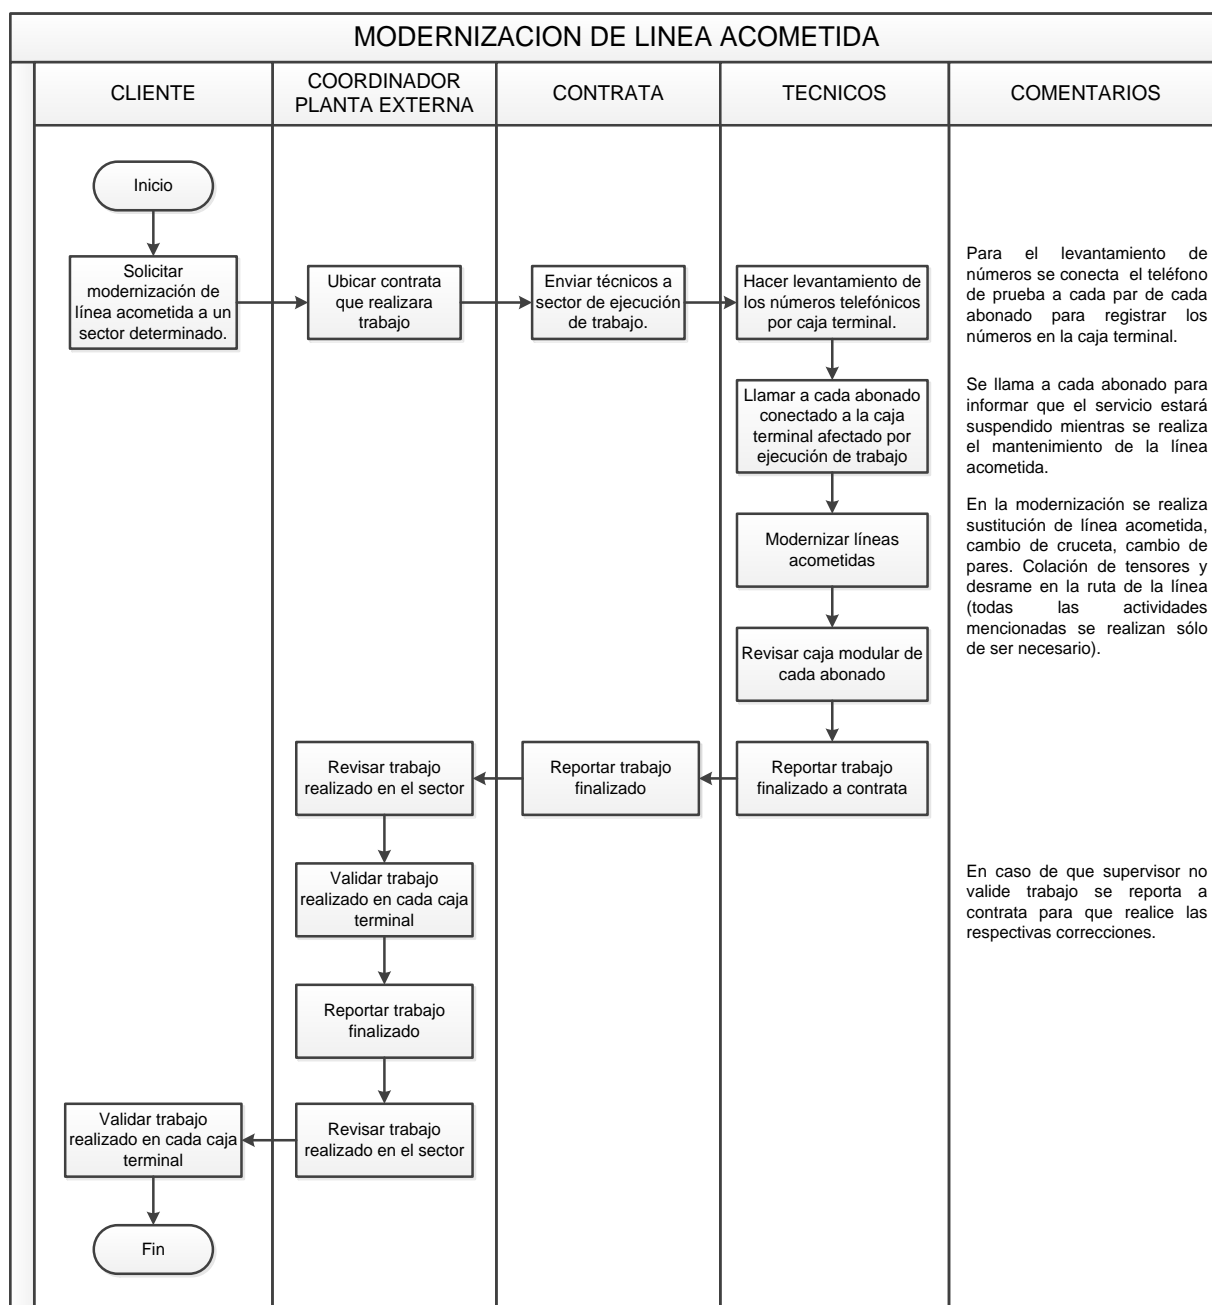 MODERNIZACION DE LINEA ACOMETIDA
CLIENTE
COORDINADOR
PLANTA EXTERNA
CONTRATA
TECNICOS
COMENTARIOS
Inicio
Solicitar
modernización de
línea acometida a un
sector determinado.
Ubicar contrata
que realizara
trabajo
Enviar técnicos a
sector de ejecución
de trabajo.
Hacer levantamiento de
los números telefónicos
por caja terminal.
Para el levantamiento de
números se conecta el teléfono
de prueba a cada par de cada
abonado para registrar los
números en la caja terminal.
Llamar a cada abonado
conectado a la caja
terminal afectado por
ejecución de trabajo
Se llama a cada abonado para
informar que el servicio estará
suspendido mientras se realiza
el mantenimiento de la línea
acometida.
Modernizar líneas
acometidas
En la modernización se realiza
sustitución de línea acometida,
cambio de cruceta, cambio de
pares. Colación de tensores y
desrame en la ruta de la línea
(todas las actividades
mencionadas se realizan sólo
de ser necesario).
Revisar caja modular de
cada abonado
Reportar trabajo
finalizado a contrata
Reportar trabajo
finalizado
Revisar trabajo
realizado en el sector
Validar trabajo
realizado en cada caja
terminal
En caso de que supervisor no
valide trabajo se reporta a
contrata para que realice las
respectivas correcciones.
Reportar trabajo
finalizado
Revisar trabajo
realizado en el sector
Validar trabajo
realizado en cada caja
terminal
Fin